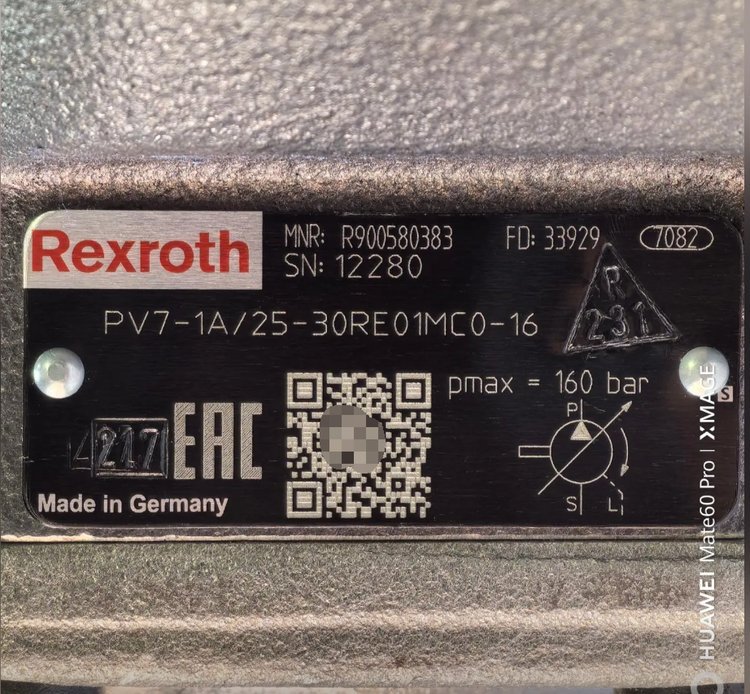 Rexroth
MNR: R900580383 FD: 33929 7082
SN: 12280
PV7-1A/25-30RE01MC0-16
R
231
pmax = 160 bar
P
S L
217
EAC
Made in Germany
S
HUAWEI Mate60 Pro | XMAGE